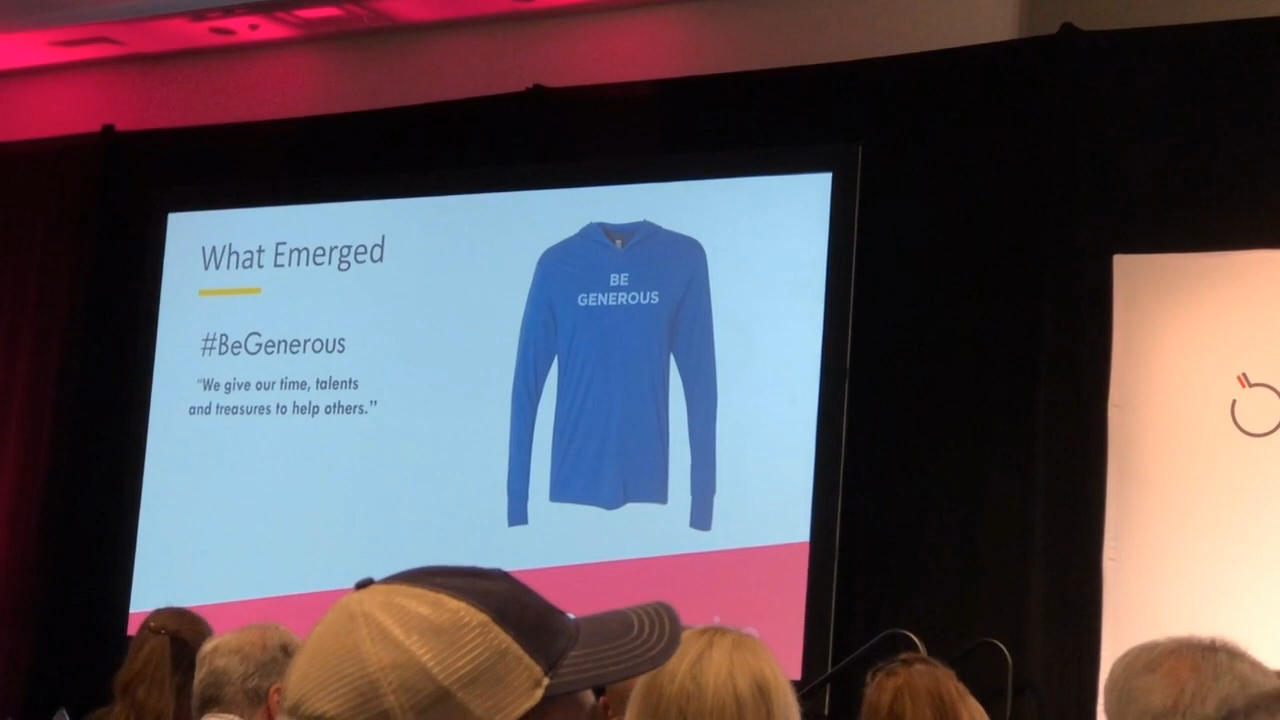 What Emerged
#BeGenerous
"We give our time, talents
and treasures to help others.”
BE
GENEROUS